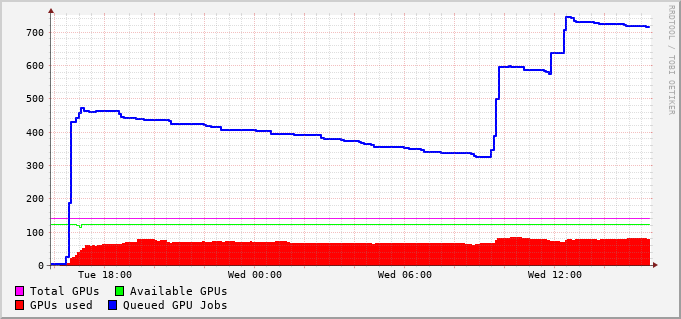 RRDTOOL / TOBI OETIKER
700
600
500
400
300
200
100
0
Tue 18:00 Wed 00:00 Wed 06:00 Wed 12:00
Total GPUs Available GPUs
GPUs used Queued GPU Jobs